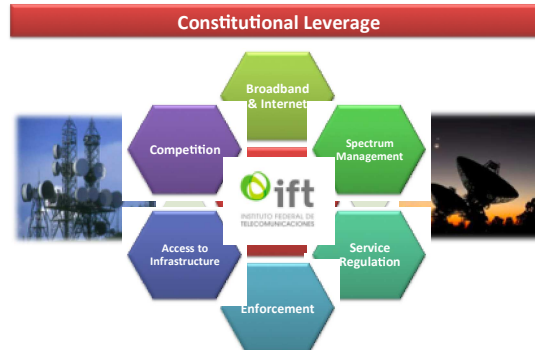 Constitutional Leverage
Broadband
& Internet
Competition
Spectrum
Management
ift
INSTITUTO FEDERAL DE
TELECOMUNICACIONES
Access to
Infrastructure
Service
Regulation
Enforcement